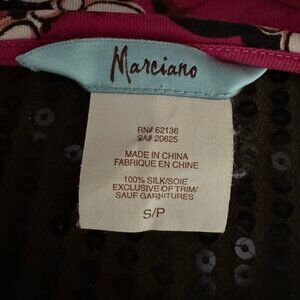 Marciano
RN# 62136
CA# 20625
MADE IN CHINA
FABRIQUE EN CHINE
100% SILK/SOIE
EXCLUSIVE OF TRIM/
SAUF GARNITURES
S/P